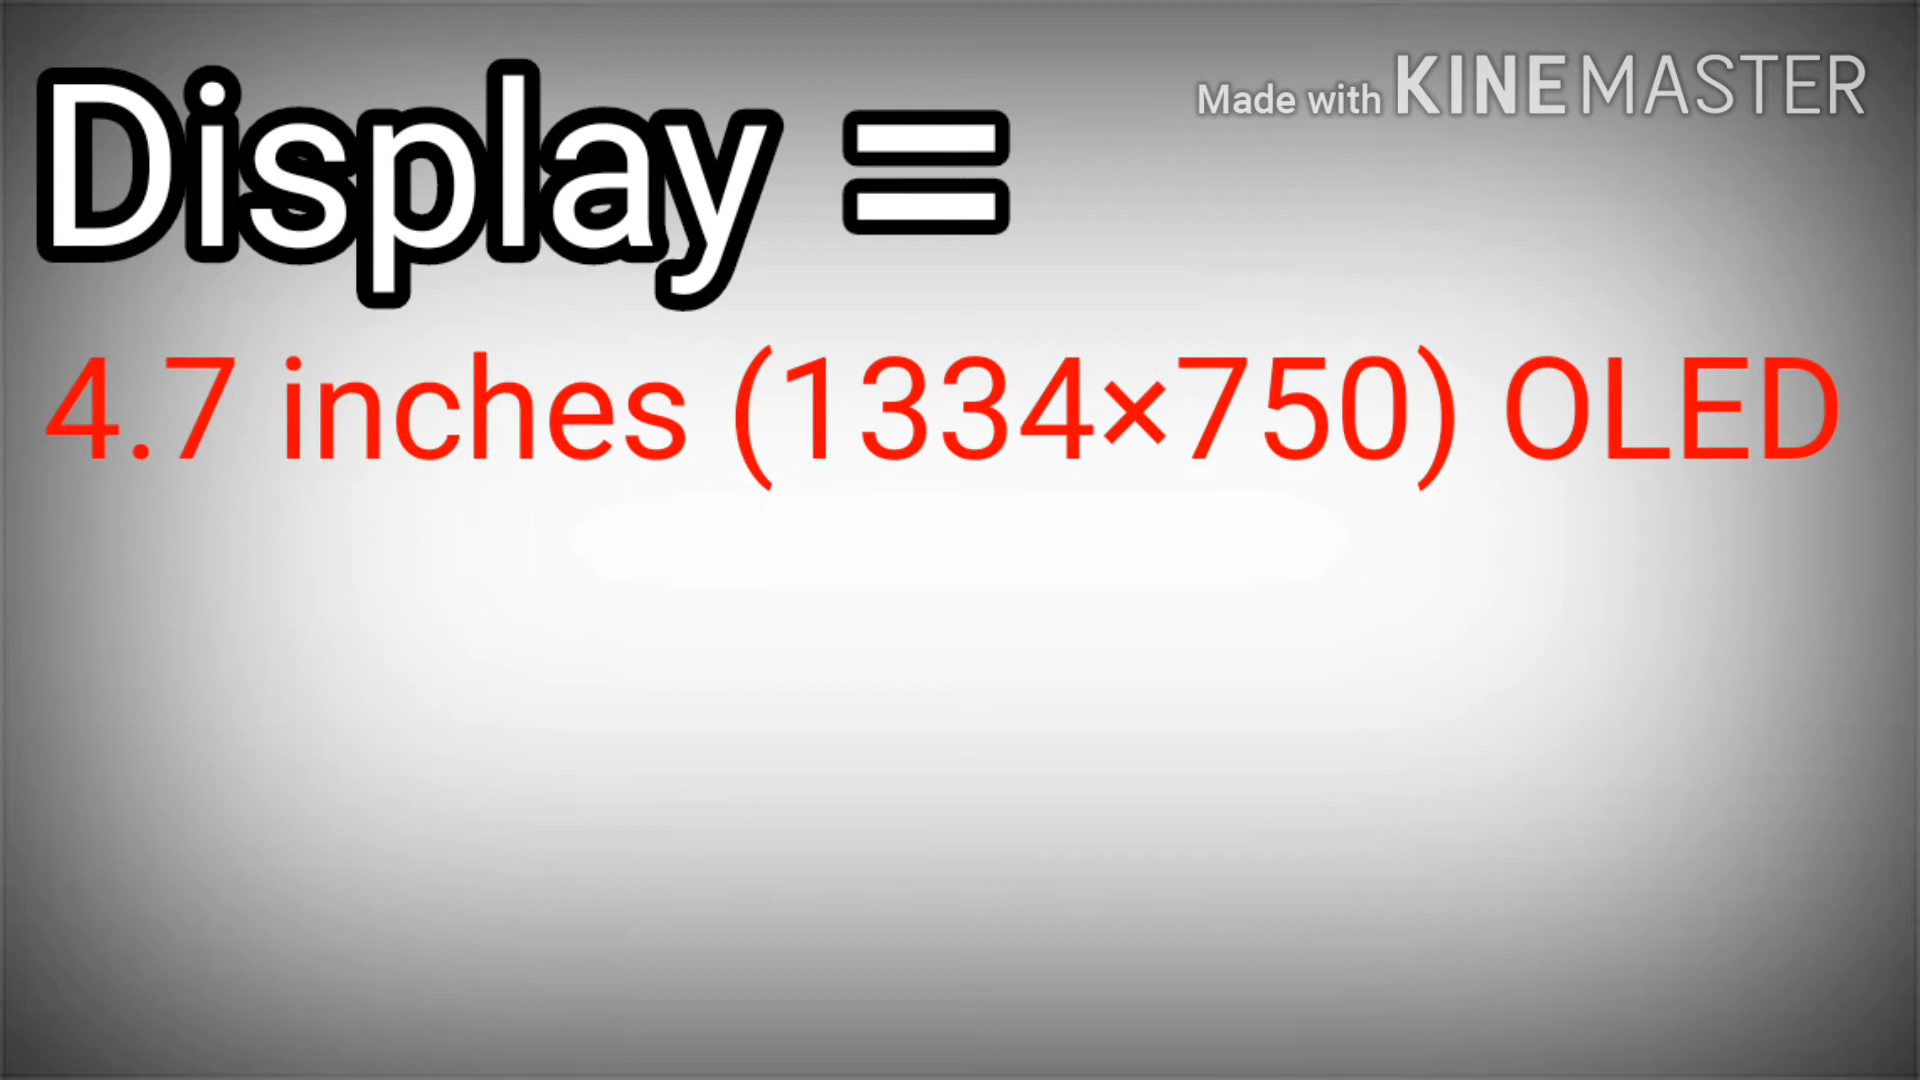 Display =
Made with KINEMASTER
4.7 inches (1334×750) OLED